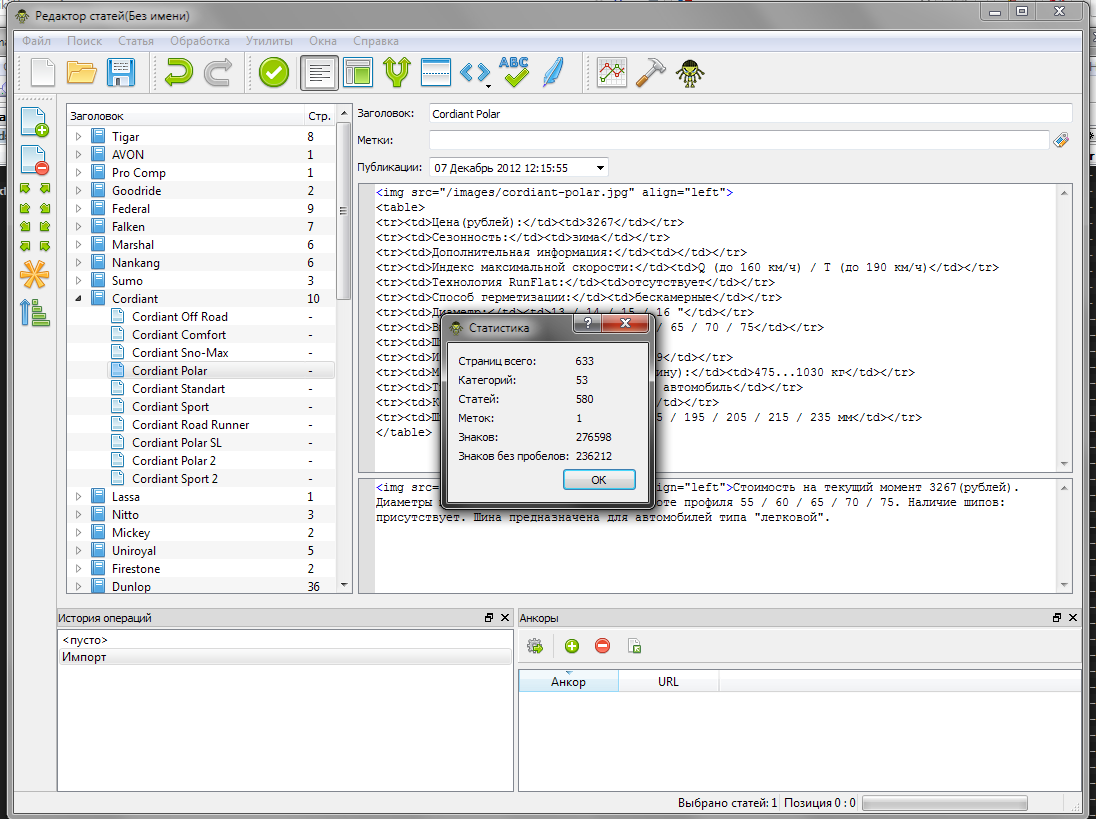 Редактор статей(Без имени)
Файл Поиск Статья Обработка Утилиты Окна Справка
ABC
Заголовок Стр.
Tigar 8
AVON 1
Pro Comp 1
Goodride 2
Federal 9
Falken 7
Marshal 6
Nankang 6
Sumo 3
Cordiant 10
Cordiant Off Road -
Cordiant Comfort -
Cordiant Sno-Max -
Cordiant Polar -
Cordiant Standart -
Cordiant Sport -
Cordiant Road Runner -
Cordiant Polar SL -
Cordiant Polar 2 -
Cordiant Sport 2 -
Lassa 1
Nitto 3
Mickey 2
Uniroyal 5
Firestone 2
Dunlop 36
Заголовок: Cordiant Polar
Метки:
Публикации: 07 Декабрь 2012 12:15:55
<img src="/images/cordiant-polar.jpg" align="left">
<table>
<tr><td>Цена(рублей):</td><td>3267</td></tr>
<tr><td>Сезонность:</td><td>зима</td></tr>
<tr><td>Дополнительная информация:</td><td></td></tr>
<tr><td>Индекс максимальной скорости:</td><td>Q (до 160 км/ч) / T (до 190 км/ч)</td></tr>
<tr><td>Технология RunFlat:</td><td>отсутствует</td></tr>
<tr><td>Способ герметизации:</td><td>бескамерные</td></tr>
<tr><td>Диаметр:</td><td>13 / 14 / 15 / 16 "</td></tr>
<tr><td>В / 65 / 70 / 75</td></tr>
<tr><td>Ш
<tr><td>И 9</td></tr>
<tr><td>М ину):</td><td>475...1030 кг</td></tr>
<tr><td>Т автомобиль</td></tr>
<tr><td>К </td></tr>
<tr><td>Ш 5 / 195 / 205 / 215 / 235 мм</td></tr>
</table>
Статистика
Страниц всего: 633
Категорий: 53
Статей: 580
Меток: 1
Знаков: 276598
Знаков без пробелов: 236212
OK
<img src= ign="left">Стоимость на текущий момент 3267(рублей).
Диаметры оте профиля 55 / 60 / 65 / 70 / 75. Наличие шипов:
присутствует. Шина предназначена для автомобилей типа "легковой".
История операций
<пусто>
Импорт
Анкоры
Анкор URL
Выбрано статей: 1 Позиция 0 : 0